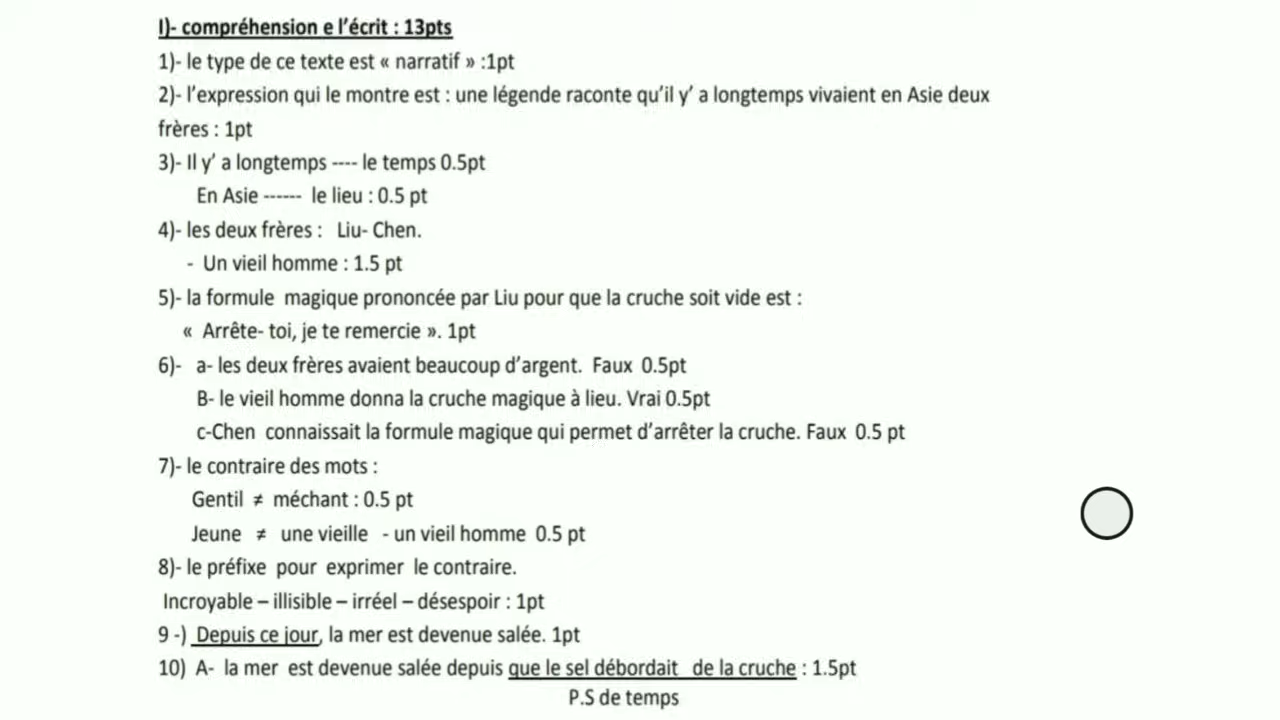 I)- compréhension e l’écrit : 13pts
1)- le type de ce texte est « narratif » :1pt
2)- l’expression qui le montre est : une légende raconte qu’il y’ a longtemps vivaient en Asie deux
frères : 1pt
3)- Il y’ a longtemps ---- le temps 0.5pt
En Asie ------ le lieu : 0.5 pt
4)- les deux frères : Liu- Chen.
- Un vieil homme : 1.5 pt
5)- la formule magique prononcée par Liu pour que la cruche soit vide est :
« Arrête- toi, je te remercie ». 1pt
6)- a- les deux frères avaient beaucoup d’argent. Faux 0.5pt
B- le vieil homme donna la cruche magique à lieu. Vrai 0.5pt
c-Chen connaissait la formule magique qui permet d’arrêter la cruche. Faux 0.5 pt
7)- le contraire des mots :
Gentil ≠ méchant : 0.5 pt
Jeune ≠ une vieille - un vieil homme 0.5 pt
8)- le préfixe pour exprimer le contraire.
Incroyable – illisible – irréel – désespoir : 1pt
9 -) Depuis ce jour, la mer est devenue salée. 1pt
10) A- la mer est devenue salée depuis que le sel débordait de la cruche : 1.5pt
P.S de temps